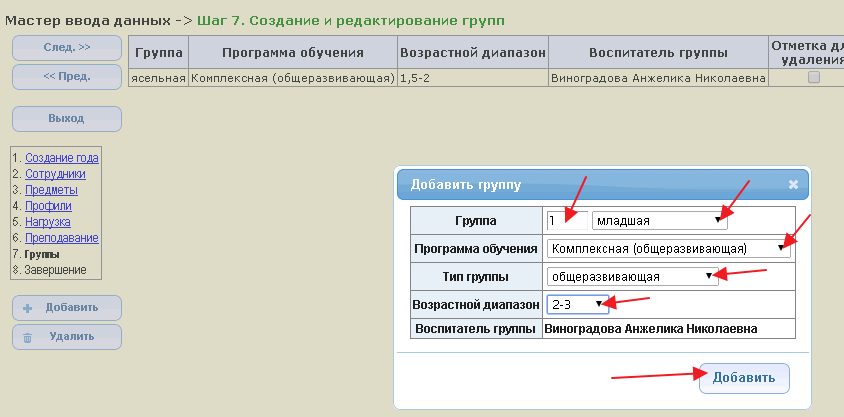 Мастер ввода данных -> Шаг 7. Создание и редактирование групп
След. >>
<< Пред.
Выход
1. Создание года
2. Сотрудники
3. Предметы
4. Профили
5. Нагрузка
6. Преподавание
7. Группы
8. Завершение
Добавить
Удалить
Группа Программа обучения Возрастной диапазон Воспитатель группы Отметка дл
удаления
ясельная Комплексная (общеразвивающая) 1,5-2 Виноградова Анжелика Николаевна
Добавить группу
Группа 1 младшая
Программа обучения Комплексная (общеразвивающая)
Тип группы общеразвивающая
Возрастной диапазон 2-3
Воспитатель группы Виноградова Анжелика Николаевна
Добавить